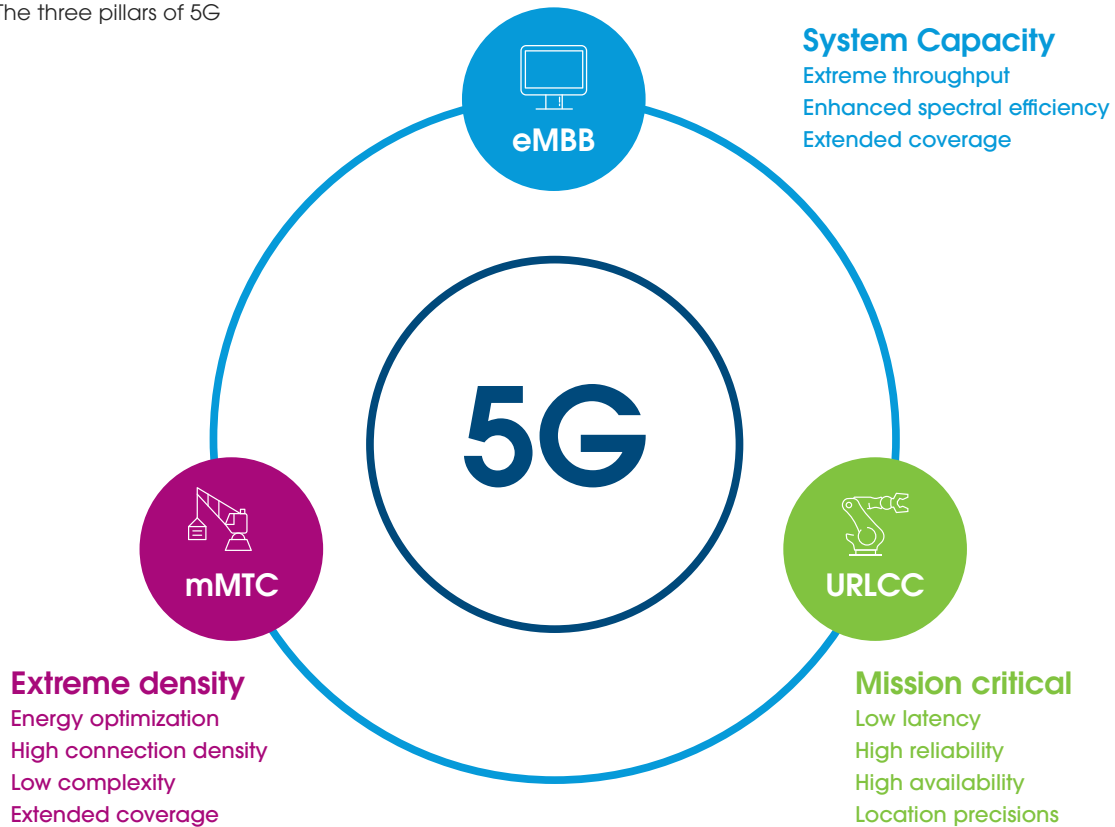 The three pillars of 5G
eMBB
System Capacity
Extreme throughput
Enhanced spectral efficiency
Extended coverage
5G
mMTC
URLCC
Extreme density
Energy optimization
High connection density
Low complexity
Extended coverage
Mission critical
Low latency
High reliability
High availability
Location precisions